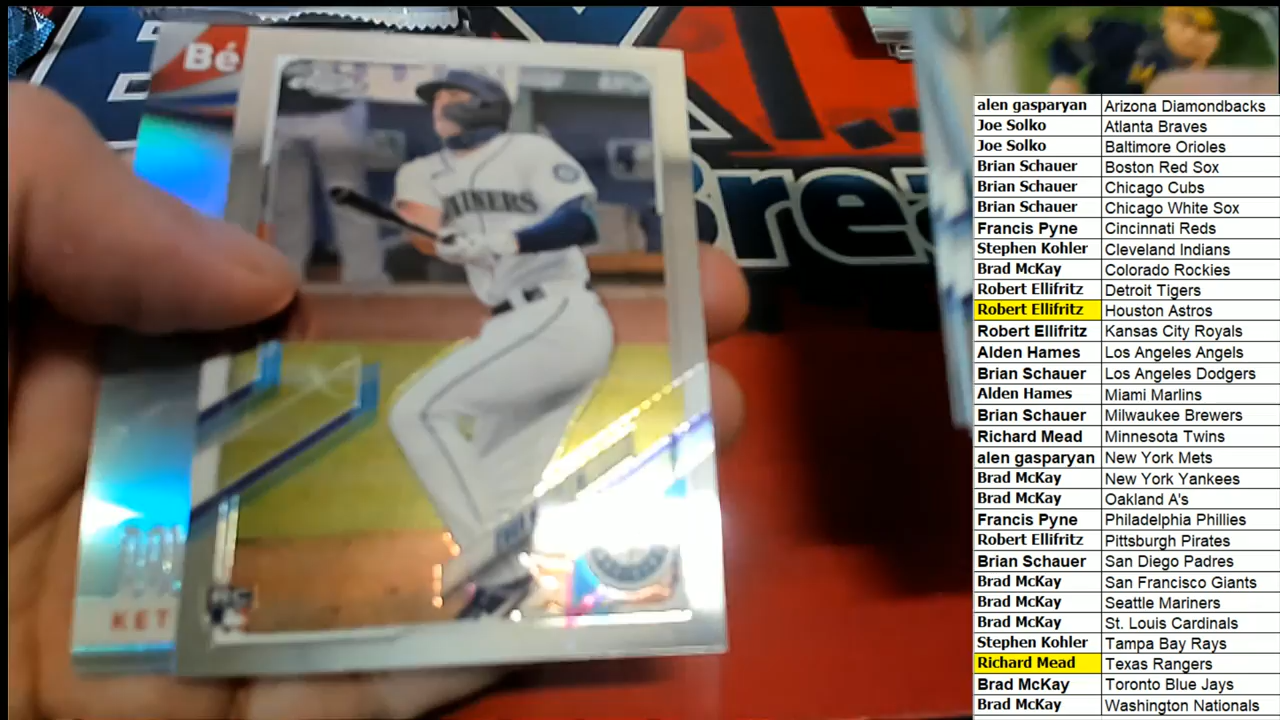 Bé
RINERS
RC
KET
Brea
alen gasparyan Arizona Diamondbacks
Joe Solko Atlanta Braves
Joe Solko Baltimore Orioles
Brian Schauer Boston Red Sox
Brian Schauer Chicago Cubs
Brian Schauer Chicago White Sox
Francis Pyne Cincinnati Reds
Stephen Kohler Cleveland Indians
Brad McKay Colorado Rockies
Robert Ellifritz Detroit Tigers
Robert Ellifritz Houston Astros
Robert Ellifritz Kansas City Royals
Alden Hames Los Angeles Angels
Brian Schauer Los Angeles Dodgers
Alden Hames Miami Marlins
Brian Schauer Milwaukee Brewers
Richard Mead Minnesota Twins
alen gasparyan New York Mets
Brad McKay New York Yankees
Brad McKay Oakland A's
Francis Pyne Philadelphia Phillies
Robert Ellifritz Pittsburgh Pirates
Brian Schauer San Diego Padres
Brad McKay San Francisco Giants
Brad McKay Seattle Mariners
Brad McKay St. Louis Cardinals
Stephen Kohler Tampa Bay Rays
Richard Mead Texas Rangers
Brad McKay Toronto Blue Jays
Brad McKay Washington Nationals